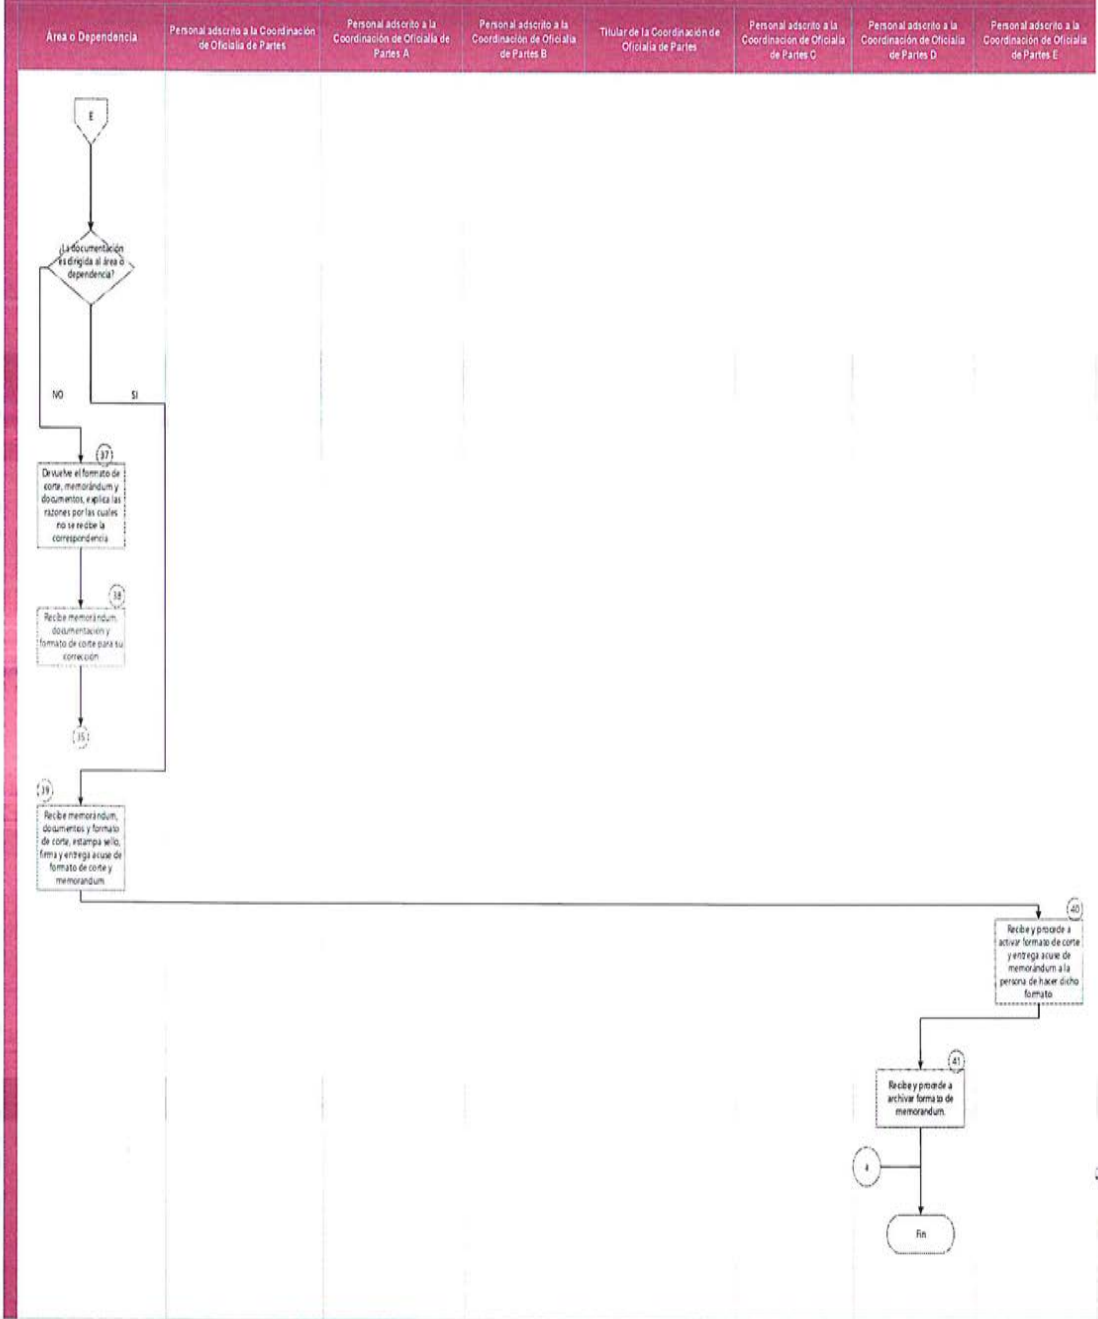 Área o Dependencia
Personal adscrito a la Coordinación
de Oficialía de Partes
Personal adscrito a la
Coordinación de Oficialía de
Partes A
Personal adscrito a la
Coordinación de Oficialía
de Partes B
Titular de la Coordinación de
Oficialía de Partes
Personal adscrito a la
Coordinación de Oficialía
de Partes C
Personal adscrito a la
Coordinación de Oficialía
de Partes D
Personal adscrito a la
Coordinación de Oficialía
de Partes E
E
¿La documentación
es dirigida al área o
dependencia?
NO
SI
37
Devuelve el formato de
corte, memorándum y
documentos, explica las
razones por las cuales
no se recibe la
correspondencia
38
Recibe memorándum,
documentación y
formato de corte para su
corrección
35
39
Recibe memorándum,
documentos y formato
de corte, estampa sello,
firma y entrega acuse de
formato de corte y
memorandum
40
Recibe y procede a
activar formato de corte
y entrega acuse de
memorándum a la
persona de hacer dicho
formato
41
Recibe y procede a
archivar formato de
memorandum.
Fin